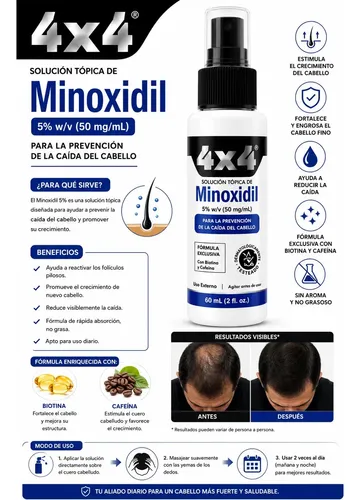 4x4®
SOLUCIÓN TÓPICA DE
Minoxidil
5% w/v (50 mg/mL)
PARA LA PREVENCIÓN
DE LA CAÍDA DEL CABELLO
¿PARA QUÉ SIRVE?
El Minoxidil 5% es una solución tópica
diseñada para ayudar a prevenir la
caída del cabello y promover
su crecimiento.
BENEFICIOS
Ayuda a reactivar los folículos
pilosos.
Promueve el crecimiento de
nuevo cabello.
Reduce visiblemente la caída.
Fórmula de rápida absorción,
no grasa.
Apto para uso diario.
FÓRMULA ENRIQUECIDA CON:
BIOTINA
Fortalece el cabello
y mejora su
estructura.
CAFEÍNA
Estimula el cuero
cabelludo y favorece
el crecimiento.
4x4®
SOLUCIÓN TÓPICA DE
Minoxidil
5% w/v (50 mg/mL)
PARA LA PREVENCIÓN
DE LA CAÍDA DEL CABELLO
FÓRMULA
EXCLUSIVA
Con Biotina
y Cafeína
DERMATOLÓGICAMENTE
TESTEADO
Uso Externo
Agitar antes de usar
60 mL (2 fl. oz.)
ESTIMULA
EL CRECIMIENTO
DEL CABELLO
FORTALECE
Y ENGROSA EL
CABELLO FINO
AYUDA A
REDUCIR LA
CAÍDA
FÓRMULA
EXCLUSIVA CON
BIOTINA Y CAFEÍNA
SIN AROMA
Y NO GRASOSO
RESULTADOS VISIBLES*
ANTES
DESPUÉS
* Resultados pueden variar de persona a persona.
MODO DE USO
1. Aplicar la solución
directamente sobre
el cuero cabelludo.
2. Masajear suavemente
con las yemas de los
dedos.
3. Usar 2 veces al día
(mañana y noche)
para mejores resultados.
TU ALIADO DIARIO PARA UN CABELLO MÁS FUERTE Y SALUDABLE.